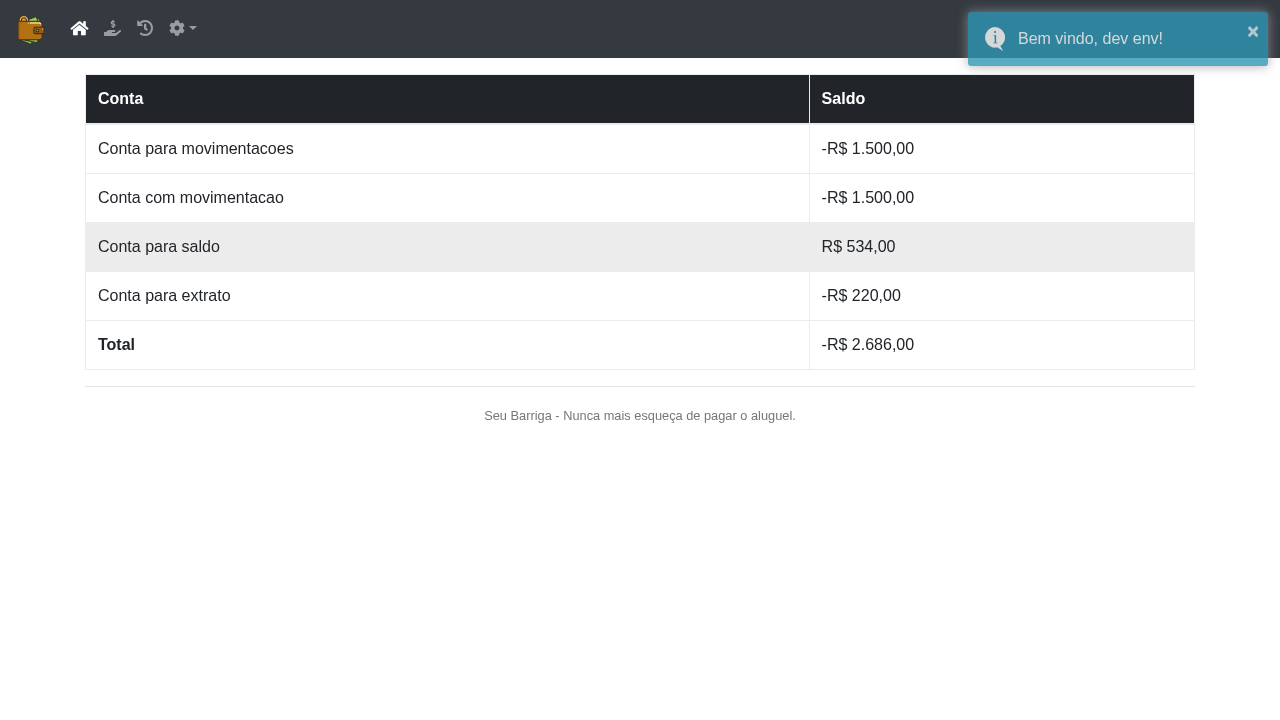 Bem vindo, dev env!
×
Conta Saldo
Conta para movimentacoes -R$ 1.500,00
Conta com movimentacao -R$ 1.500,00
Conta para saldo R$ 534,00
Conta para extrato -R$ 220,00
Total -R$ 2.686,00
Seu Barriga - Nunca mais esqueça de pagar o aluguel.